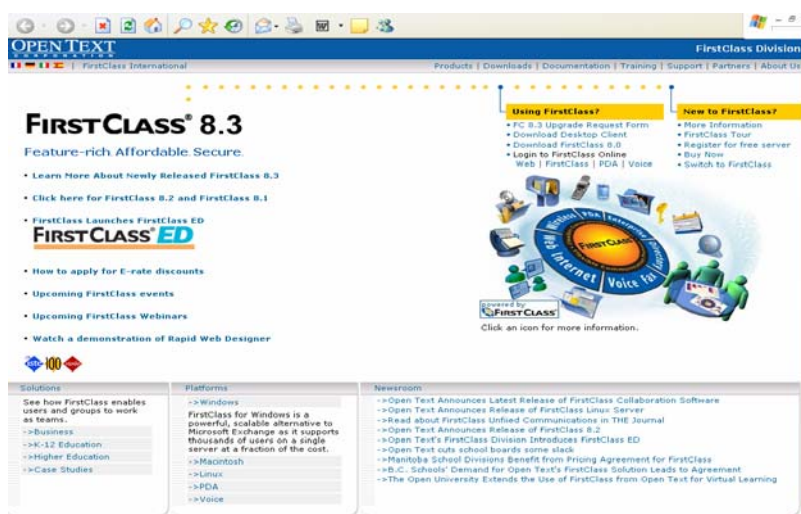 OPEN TEXT
CORPORATION
FirstClass Division
| FirstClass International
Products | Downloads | Documentation | Training | Support | Partners | About Us
FIRSTCLASS® 8.3
Feature-rich. Affordable. Secure.
• Learn More About Newly Released FirstClass 8.3
• Click here for FirstClass 8.2 and FirstClass 8.1
• FirstClass Launches FirstClass ED
FIRSTCLASS® ED
• How to apply for E-rate discounts
• Upcoming FirstClass events
• Upcoming FirstClass Webinars
• Watch a demonstration of Rapid Web Designer
iste 100
Using FirstClass?
• FC 8.3 Upgrade Request Form
• Download Desktop Client
• Download FirstClass 8.0
• Login to FirstClass Online
Web | FirstClass | PDA | Voice
New to FirstClass?
• More Information
• FirstClass Tour
• Register for free server
• Buy Now
• Switch to FirstClass
Wireless PDA Enterprise Directory Voice Fax Internet Web
FIRSTCLASS
powered by
FIRSTCLASS
Click an icon for more information.
Solutions
See how FirstClass enables
users and groups to work
as teams.
->Business
->K-12 Education
->Higher Education
->Case Studies
Platforms
->Windows
FirstClass for Windows is a
powerful, scalable alternative to
Microsoft Exchange as it supports
thousands of users on a single
server at a fraction of the cost.
->Macintosh
->Linux
->PDA
->Voice
Newsroom
->Open Text Announces Latest Release of FirstClass Collaboration Software
->Open Text Announces Release of FirstClass Linux Server
->Read about FirstClass Unified Communications in THE Journal
->Open Text Announces Release of FirstClass 8.2
->Open Text's FirstClass Division Introduces FirstClass ED
->Open Text cuts school boards some slack
->Manitoba School Divisions Benefit from Pricing Agreement for FirstClass
->B.C. Schools' Demand for Open Text's FirstClass Solution Leads to Agreement
->The Open University Extends the Use of FirstClass from Open Text for Virtual Learning